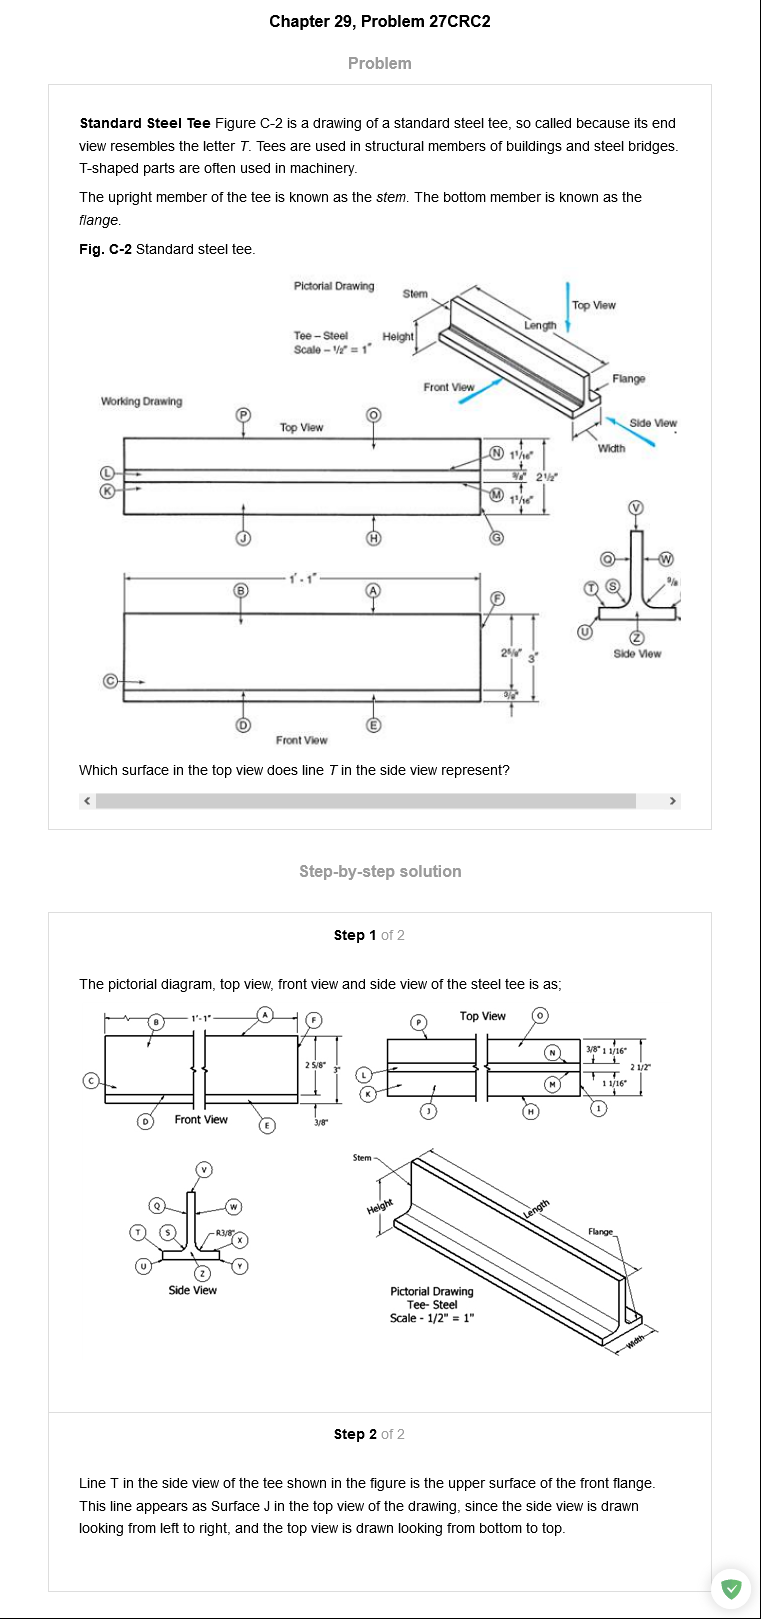 Chapter 29, Problem 27CRC2
Problem
Standard Steel Tee Figure C-2 is a drawing of a standard steel tee, so called because its end
view resembles the letter T. Tees are used in structural members of buildings and steel bridges.
T-shaped parts are often used in machinery.
The upright member of the tee is known as the stem. The bottom member is known as the
flange.
Fig. C-2 Standard steel tee.
Pictorial Drawing
Stem
Top View
Length
Tee – Steel
Height
Scale – 1/2" = 1"
Flange
Front View
Working Drawing
Side View
P
O
Top View
Width
N
1 1/16"
L
3/8" 2 1/2"
K
M
1 1/16"
V
J
H
G
Q
W
1' - 1"
T
S
3/8
B
A
F
U
Z
2 5/8"
3"
Side View
C
3/8"
D
E
Front View
Which surface in the top view does line T in the side view represent?
Step-by-step solution
Step 1 of 2
The pictorial diagram, top view, front view and side view of the steel tee is as;
B
1'-1"
A
F
P
Top View
O
N
3/8" 1 1/16"
2 5/8"
3"
2 1/2"
C
L
K
M
1 1/16"
D
Front View
E
3/8"
J
H
I
Stem
V
Height
Length
Q
W
T
S
R3/8"
X
Flange
U
Z
Y
Side View
Pictorial Drawing
Tee- Steel
Scale - 1/2" = 1"
Width
Step 2 of 2
Line T in the side view of the tee shown in the figure is the upper surface of the front flange.
This line appears as Surface J in the top view of the drawing, since the side view is drawn
looking from left to right, and the top view is drawn looking from bottom to top.